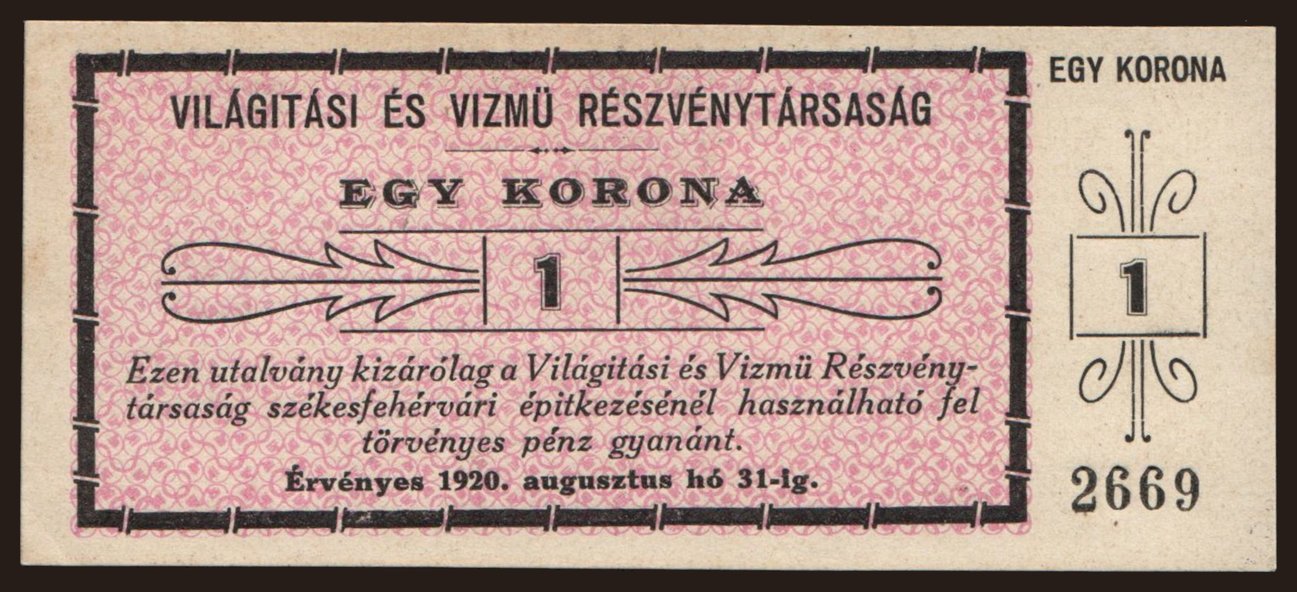 VILÁGITÁSI ÉS VIZMÜ RÉSZVÉNYTÁRSASÁG
EGY KORONA
1
Ezen utalvány kizárólag a Világitási és Vizmü Részvény-
társaság székesfehérvári épitkezésénél használható fel
törvényes pénz gyanánt.
Érvényes 1920. augusztus hó 31-ig.
EGY KORONA
1
2669